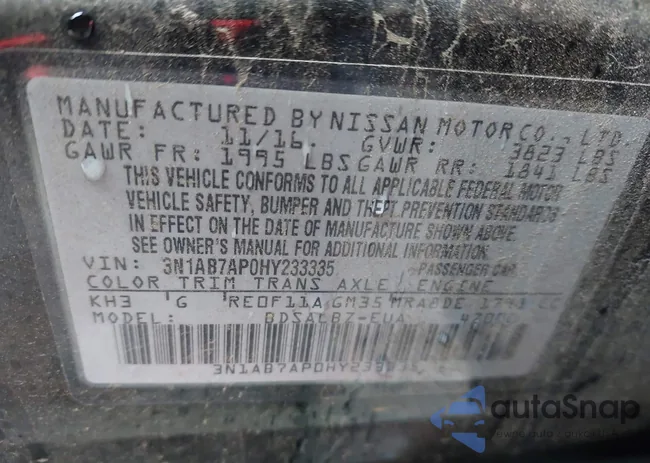 MANUFACTURED BY NISSAN MOTOR CO., LTD.
DATE: 11/16 GVWR: 3823 LBS
GAWR FR: 1995 LBS GAWR RR: 1841 LBS
THIS VEHICLE CONFORMS TO ALL APPLICABLE FEDERAL MOTOR
VEHICLE SAFETY, BUMPER AND THEFT PREVENTION STANDARDS
IN EFFECT ON THE DATE OF MANUFACTURE SHOWN ABOVE.
SEE OWNER'S MANUAL FOR ADDITIONAL INFORMATION.
VIN: 3N1AB7AP0HY233335 PASSENGER CAR
COLOR TRIM TRANS AXLE ENGINE
KH3 G RE0F11A GM35 MRA8DE CC
MODEL:
3N1AB7AP0HY233335
autoSnap